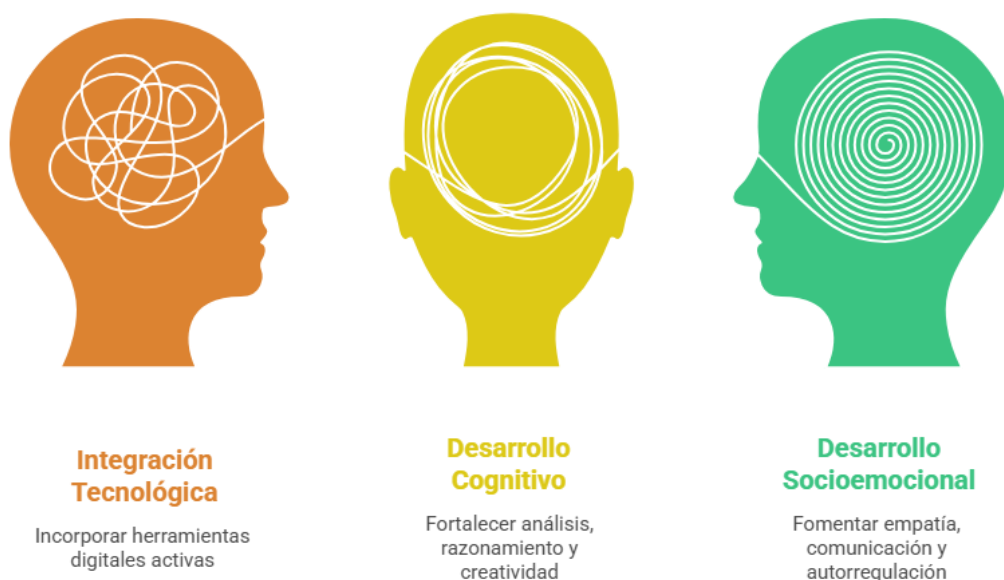 Integración
Tecnológica
Incorporar herramientas
digitales activas
Desarrollo
Cognitivo
Fortalecer análisis,
razonamiento y
creatividad
Desarrollo
Socioemocional
Fomentar empatía,
comunicación y
autorregulación